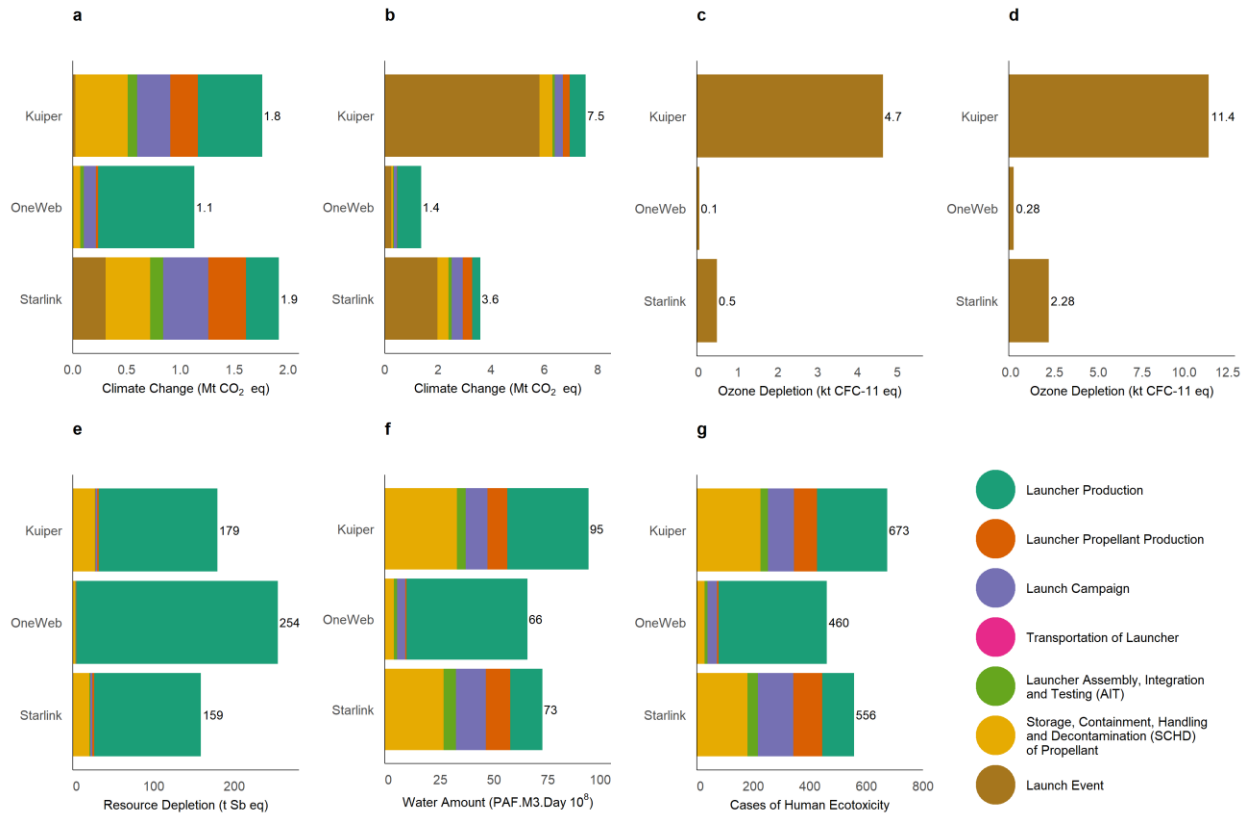 a
b
c
d
Kuiper
OneWeb
Starlink
1.8
1.1
1.9
0.0 0.5 1.0 1.5 2.0
Climate Change (Mt CO₂ eq)
Kuiper
OneWeb
Starlink
7.5
1.4
3.6
0 2 4 6 8
Climate Change (Mt CO₂ eq)
Kuiper
OneWeb
Starlink
4.7
0.1
0.5
0 1 2 3 4 5
Ozone Depletion (kt CFC-11 eq)
Kuiper
OneWeb
Starlink
11.4
0.28
2.28
0.0 2.5 5.0 7.5 10.0 12.5
Ozone Depletion (kt CFC-11 eq)
e
f
g
Kuiper
OneWeb
Starlink
179
254
159
0 100 200
Resource Depletion (t Sb eq)
Kuiper
OneWeb
Starlink
95
66
73
0 25 50 75 100
Water Amount (PAF.M3.Day 10⁸)
Kuiper
OneWeb
Starlink
673
460
556
0 200 400 600 800
Cases of Human Ecotoxicity
Launcher Production
Launcher Propellant Production
Launch Campaign
Transportation of Launcher
Launcher Assembly, Integration
and Testing (AIT)
Storage, Containment, Handling
and Decontamination (SCHD)
of Propellant
Launch Event